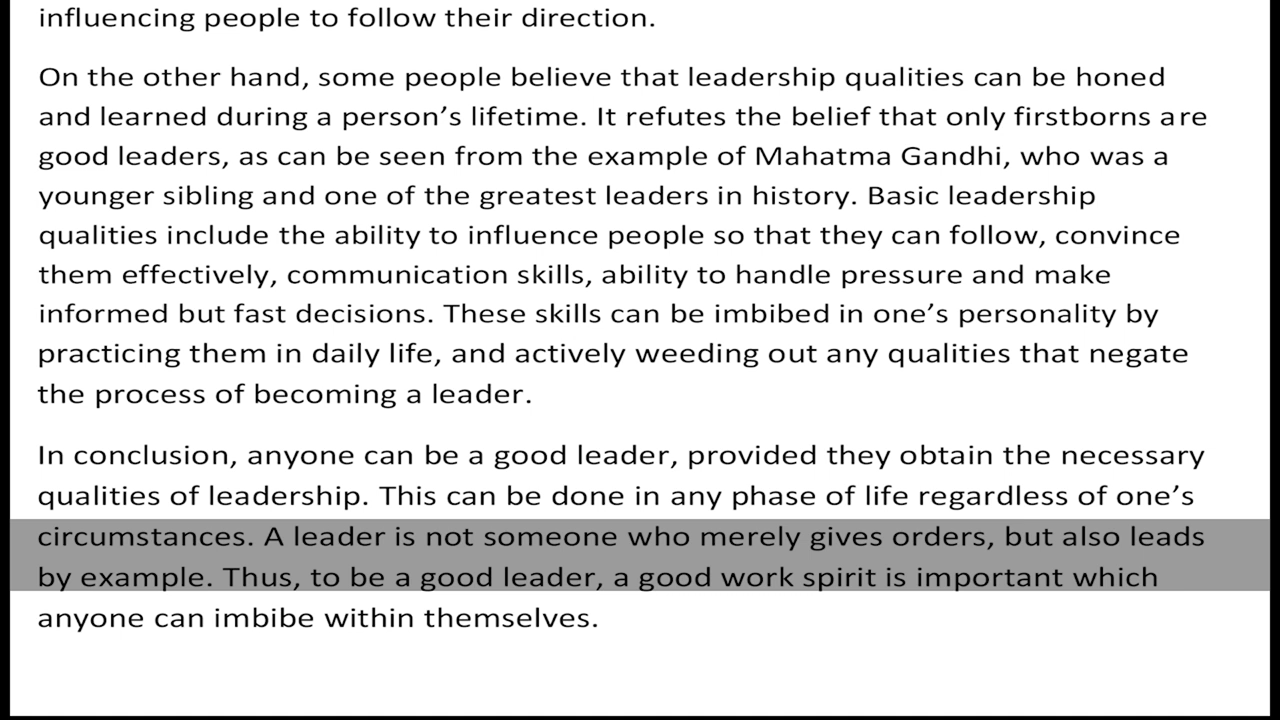 influencing people to follow their direction.
On the other hand, some people believe that leadership qualities can be honed
and learned during a person’s lifetime. It refutes the belief that only firstborns are
good leaders, as can be seen from the example of Mahatma Gandhi, who was a
younger sibling and one of the greatest leaders in history. Basic leadership
qualities include the ability to influence people so that they can follow, convince
them effectively, communication skills, ability to handle pressure and make
informed but fast decisions. These skills can be imbibed in one’s personality by
practicing them in daily life, and actively weeding out any qualities that negate
the process of becoming a leader.
In conclusion, anyone can be a good leader, provided they obtain the necessary
qualities of leadership. This can be done in any phase of life regardless of one’s
circumstances. A leader is not someone who merely gives orders, but also leads
by example. Thus, to be a good leader, a good work spirit is important which
anyone can imbibe within themselves.